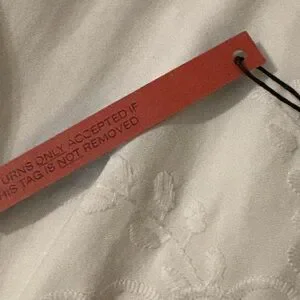 URNS ONLY ACCEPTED IF
HIS TAG IS NOT REMOVED